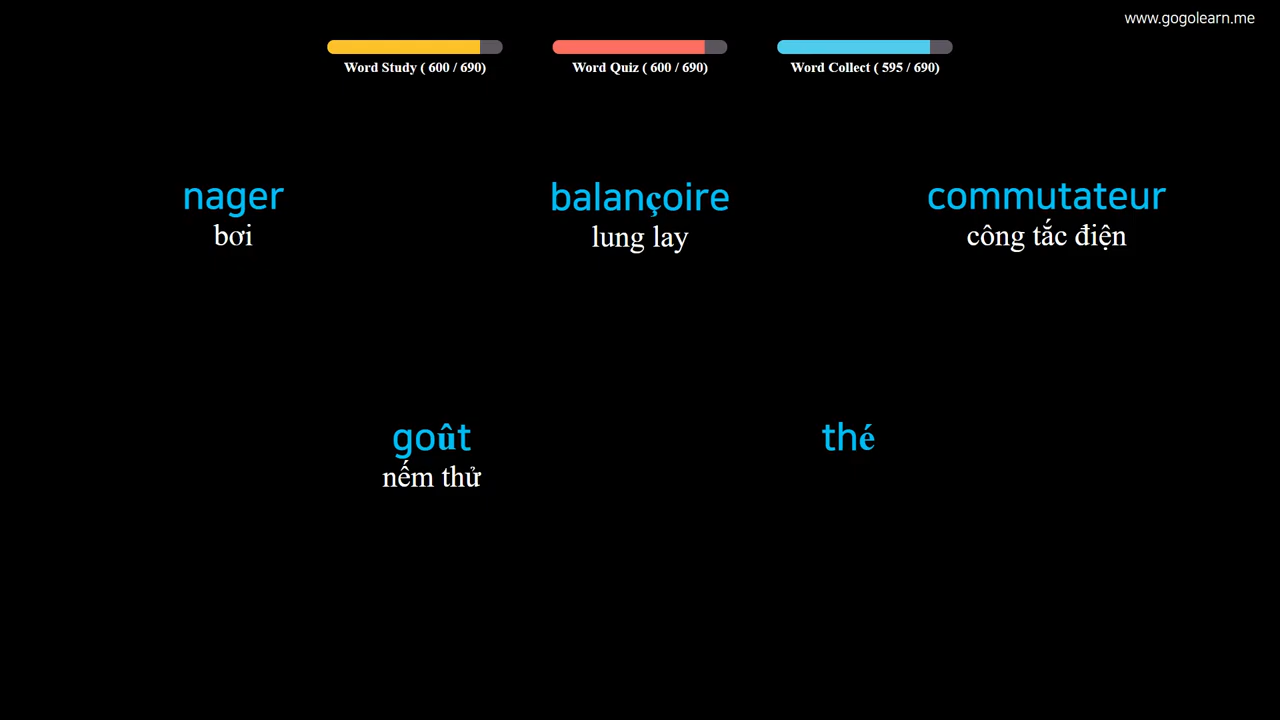 www.gogolearn.me
Word Study ( 600 / 690)
Word Quiz ( 600 / 690)
Word Collect ( 595 / 690)
nager
bơi
balançoire
lung lay
commutateur
công tắc điện
goût
nếm thử
thé